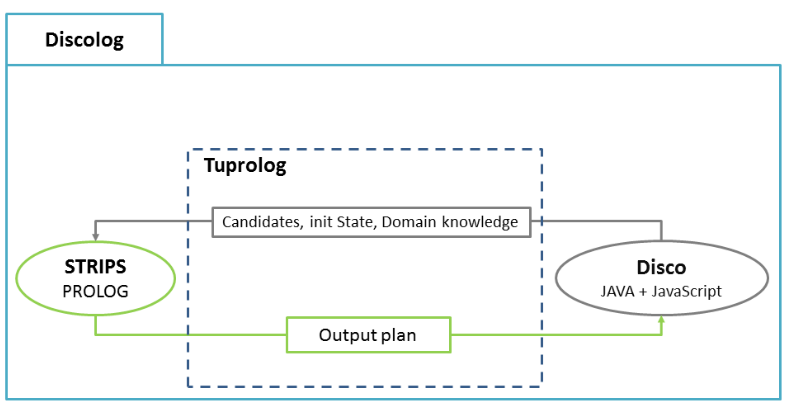 Discolog
Tuprolog
Candidates, init State, Domain knowledge
STRIPS
PROLOG
Disco
JAVA + JavaScript
Output plan